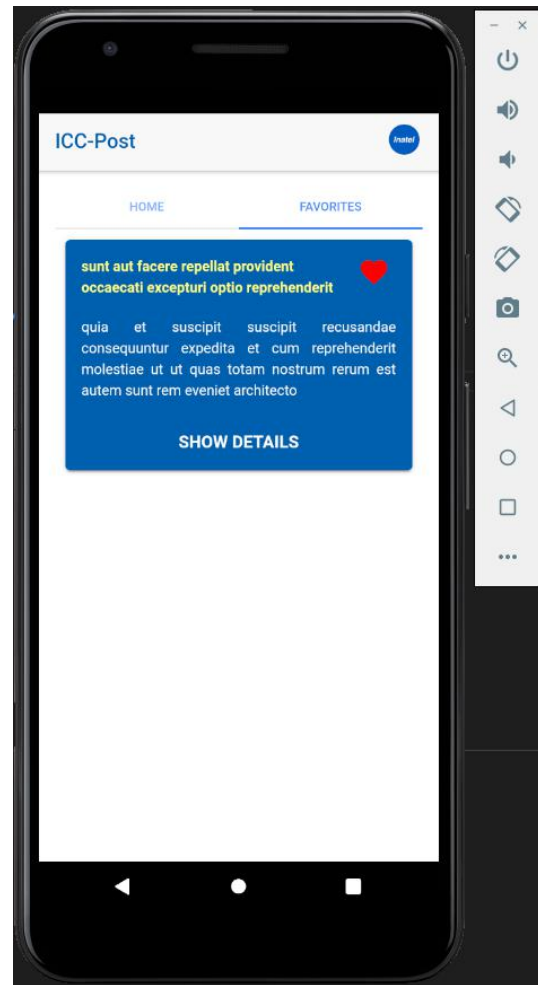 ICC-Post
Inatel
HOME
FAVORITES
sunt aut facere repellat provident
occaecati excepturi optio reprehenderit
quia et suscipit suscipit recusandae
consequuntur expedita et cum reprehenderit
molestiae ut ut quas totam nostrum rerum est
autem sunt rem eveniet architecto
SHOW DETAILS